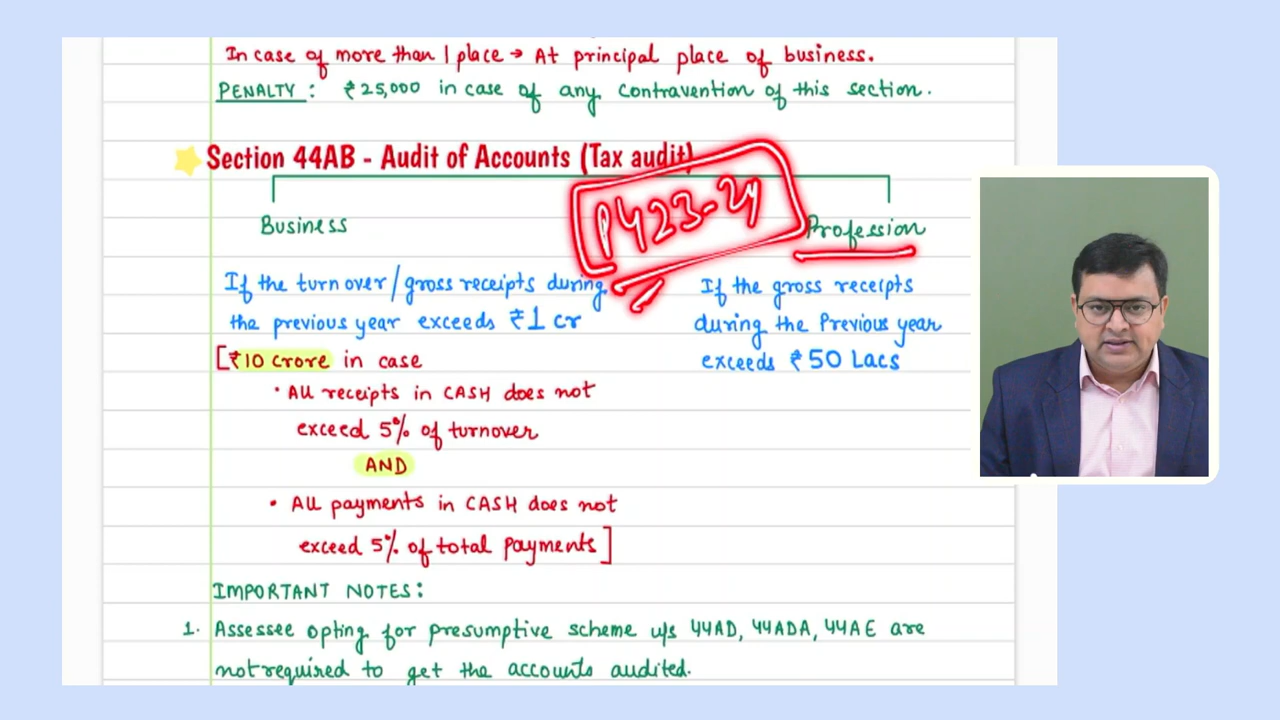 In case of more than 1 place → At principal place of business.
PENALTY : ₹25,000 in case of any contravention of this section.
Section 44AB - Audit of Accounts (Tax audit)
PY23-24
Business
Profession
If the turnover/gross receipts during
the previous year exceeds ₹1 cr
[₹10 crore in case
• All receipts in CASH does not
exceed 5% of turnover
AND
• All payments in CASH does not
exceed 5% of total payments]
If the gross receipts
during the Previous year
exceeds ₹50 Lacs
IMPORTANT NOTES:
1. Assessee opting for presumptive scheme u/s 44AD, 44ADA, 44AE are
not required to get the accounts audited.